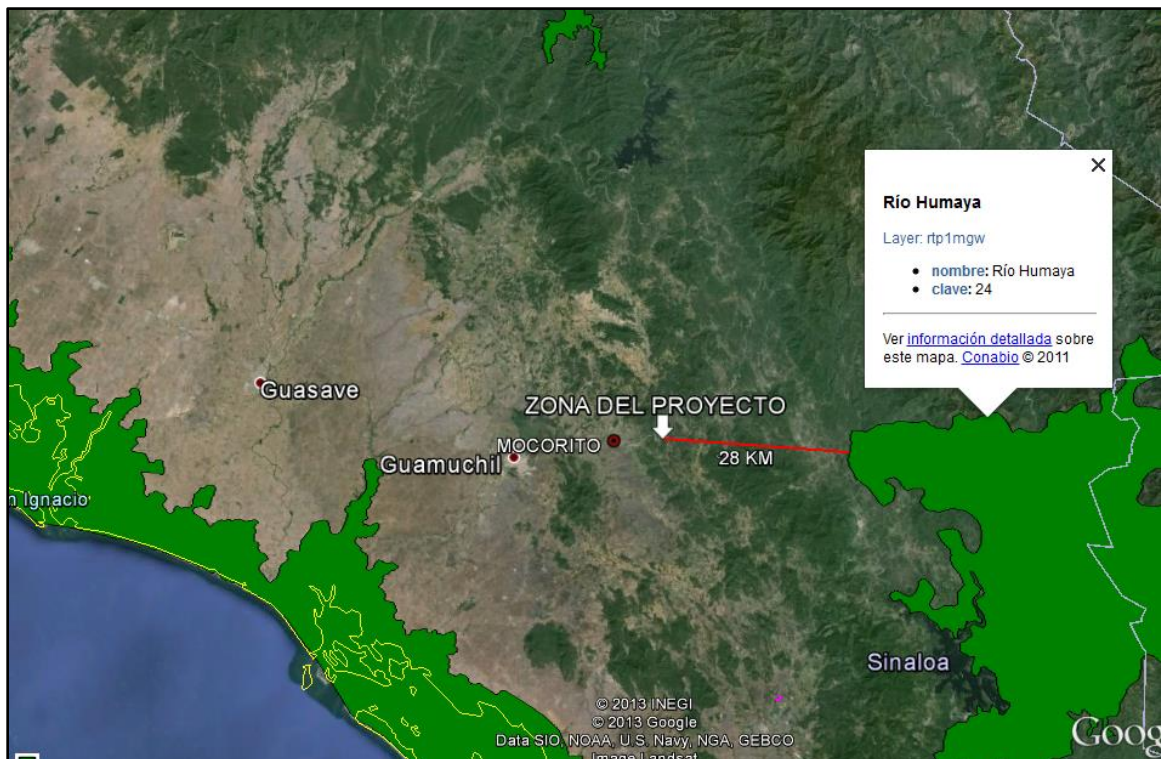 Río Humaya
Layer: rtp1mgw
nombre: Río Humaya
clave: 24
Ver información detallada sobre
este mapa. Conabio © 2011
Guasave
ZONA DEL PROYECTO
MOCORITO
Guamuchil
28 KM
n Ignacio
Sinaloa
© 2013 INEGI
© 2013 Google
Data SIO, NOAA, U.S. Navy, NGA, GEBCO
Image Landsat
Goog